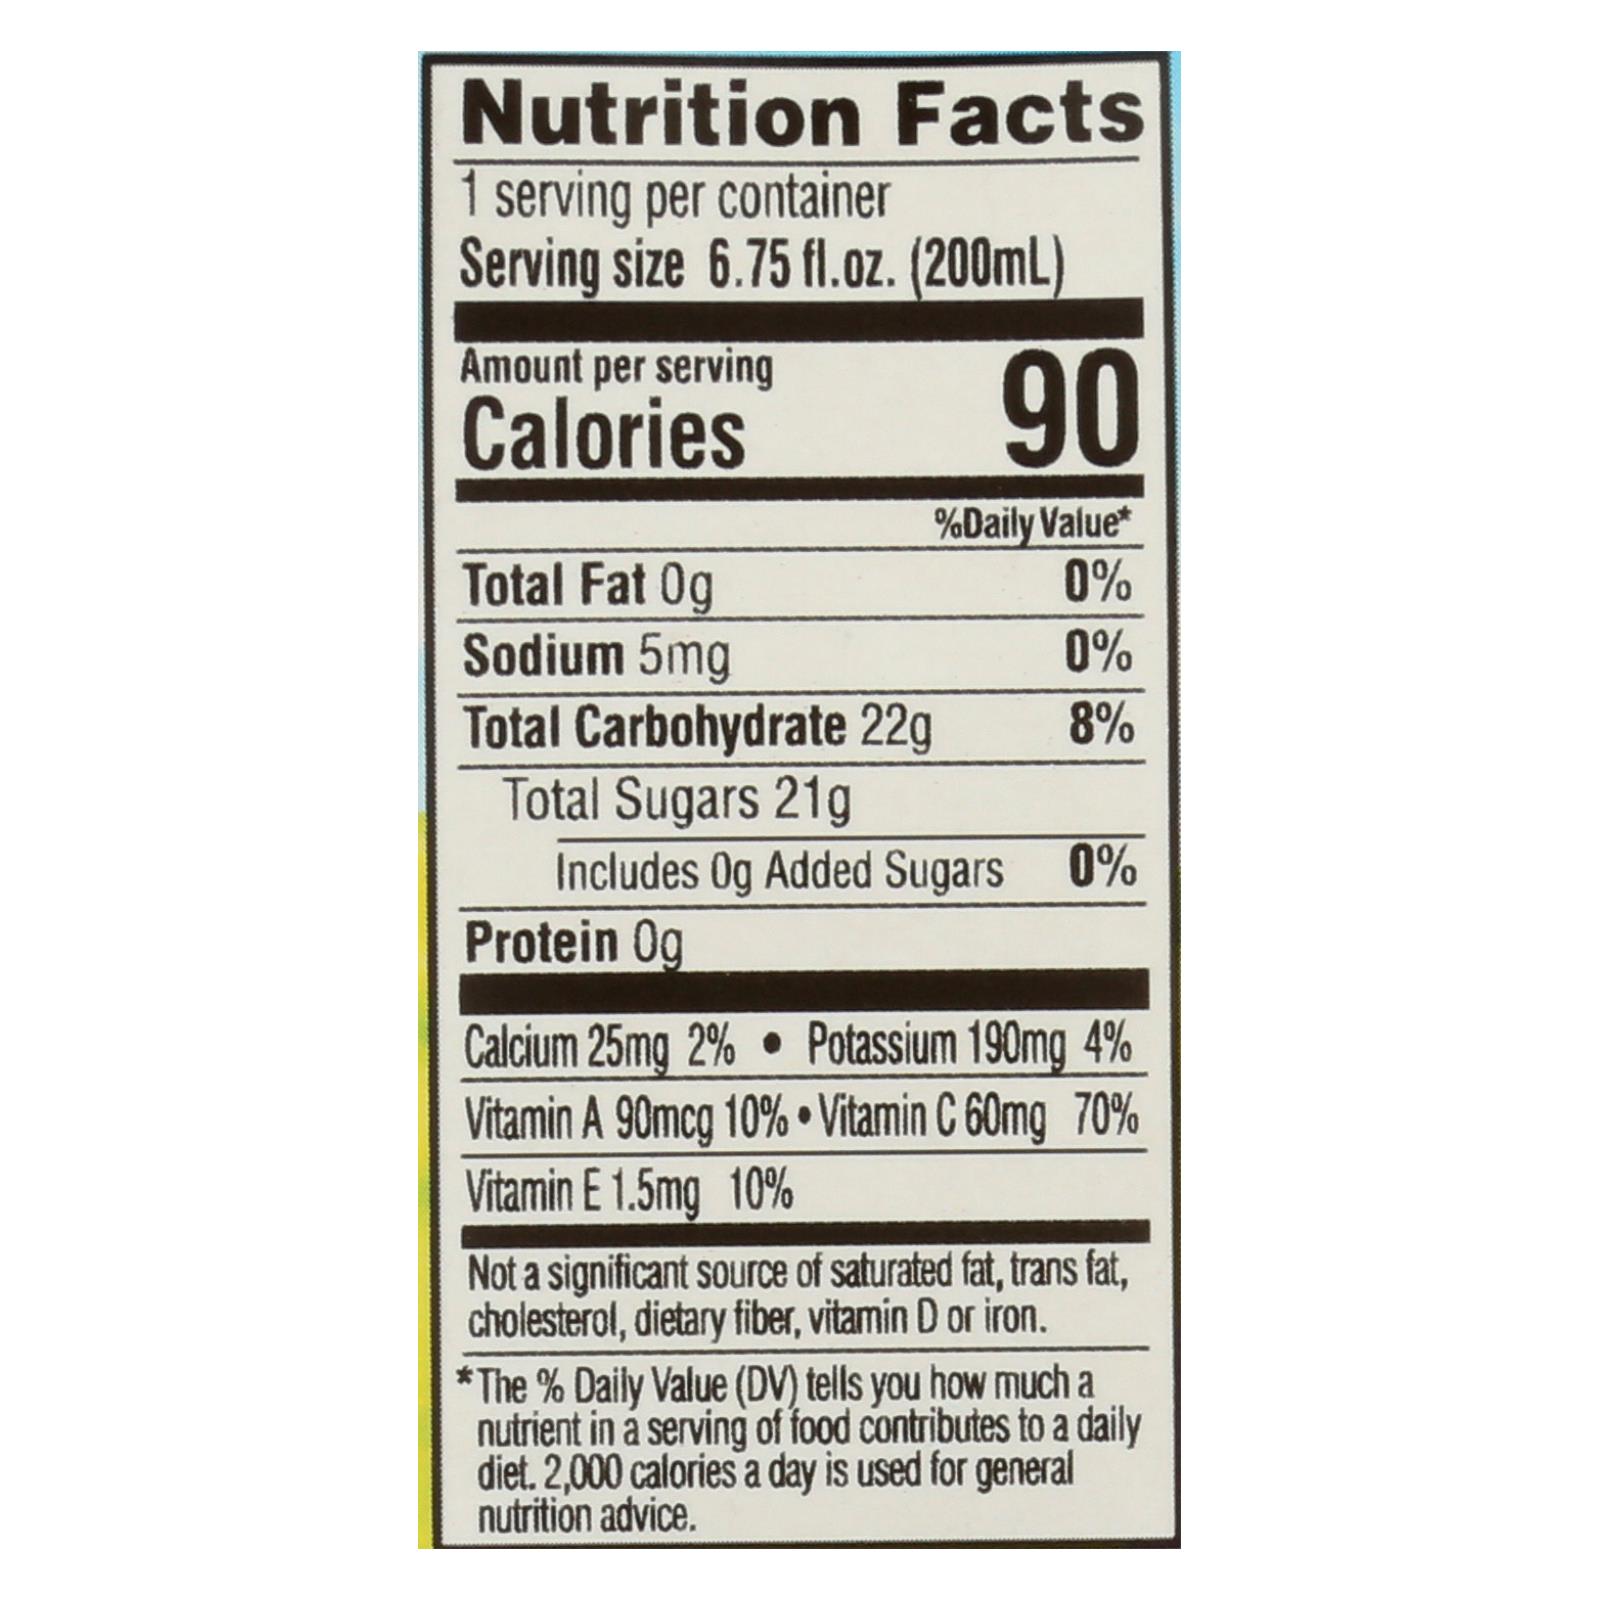 Nutrition Facts
1 serving per container
Serving size 6.75 fl.oz. (200mL)
Amount per serving
Calories 90
%Daily Value*
Total Fat 0g 0%
Sodium 5mg 0%
Total Carbohydrate 22g 8%
Total Sugars 21g
Includes 0g Added Sugars 0%
Protein 0g
Calcium 25mg 2% • Potassium 190mg 4%
Vitamin A 90mcg 10% • Vitamin C 60mg 70%
Vitamin E 1.5mg 10%
Not a significant source of saturated fat, trans fat,
cholesterol, dietary fiber, vitamin D or iron.
*The % Daily Value (DV) tells you how much a
nutrient in a serving of food contributes to a daily
diet. 2,000 calories a day is used for general
nutrition advice.